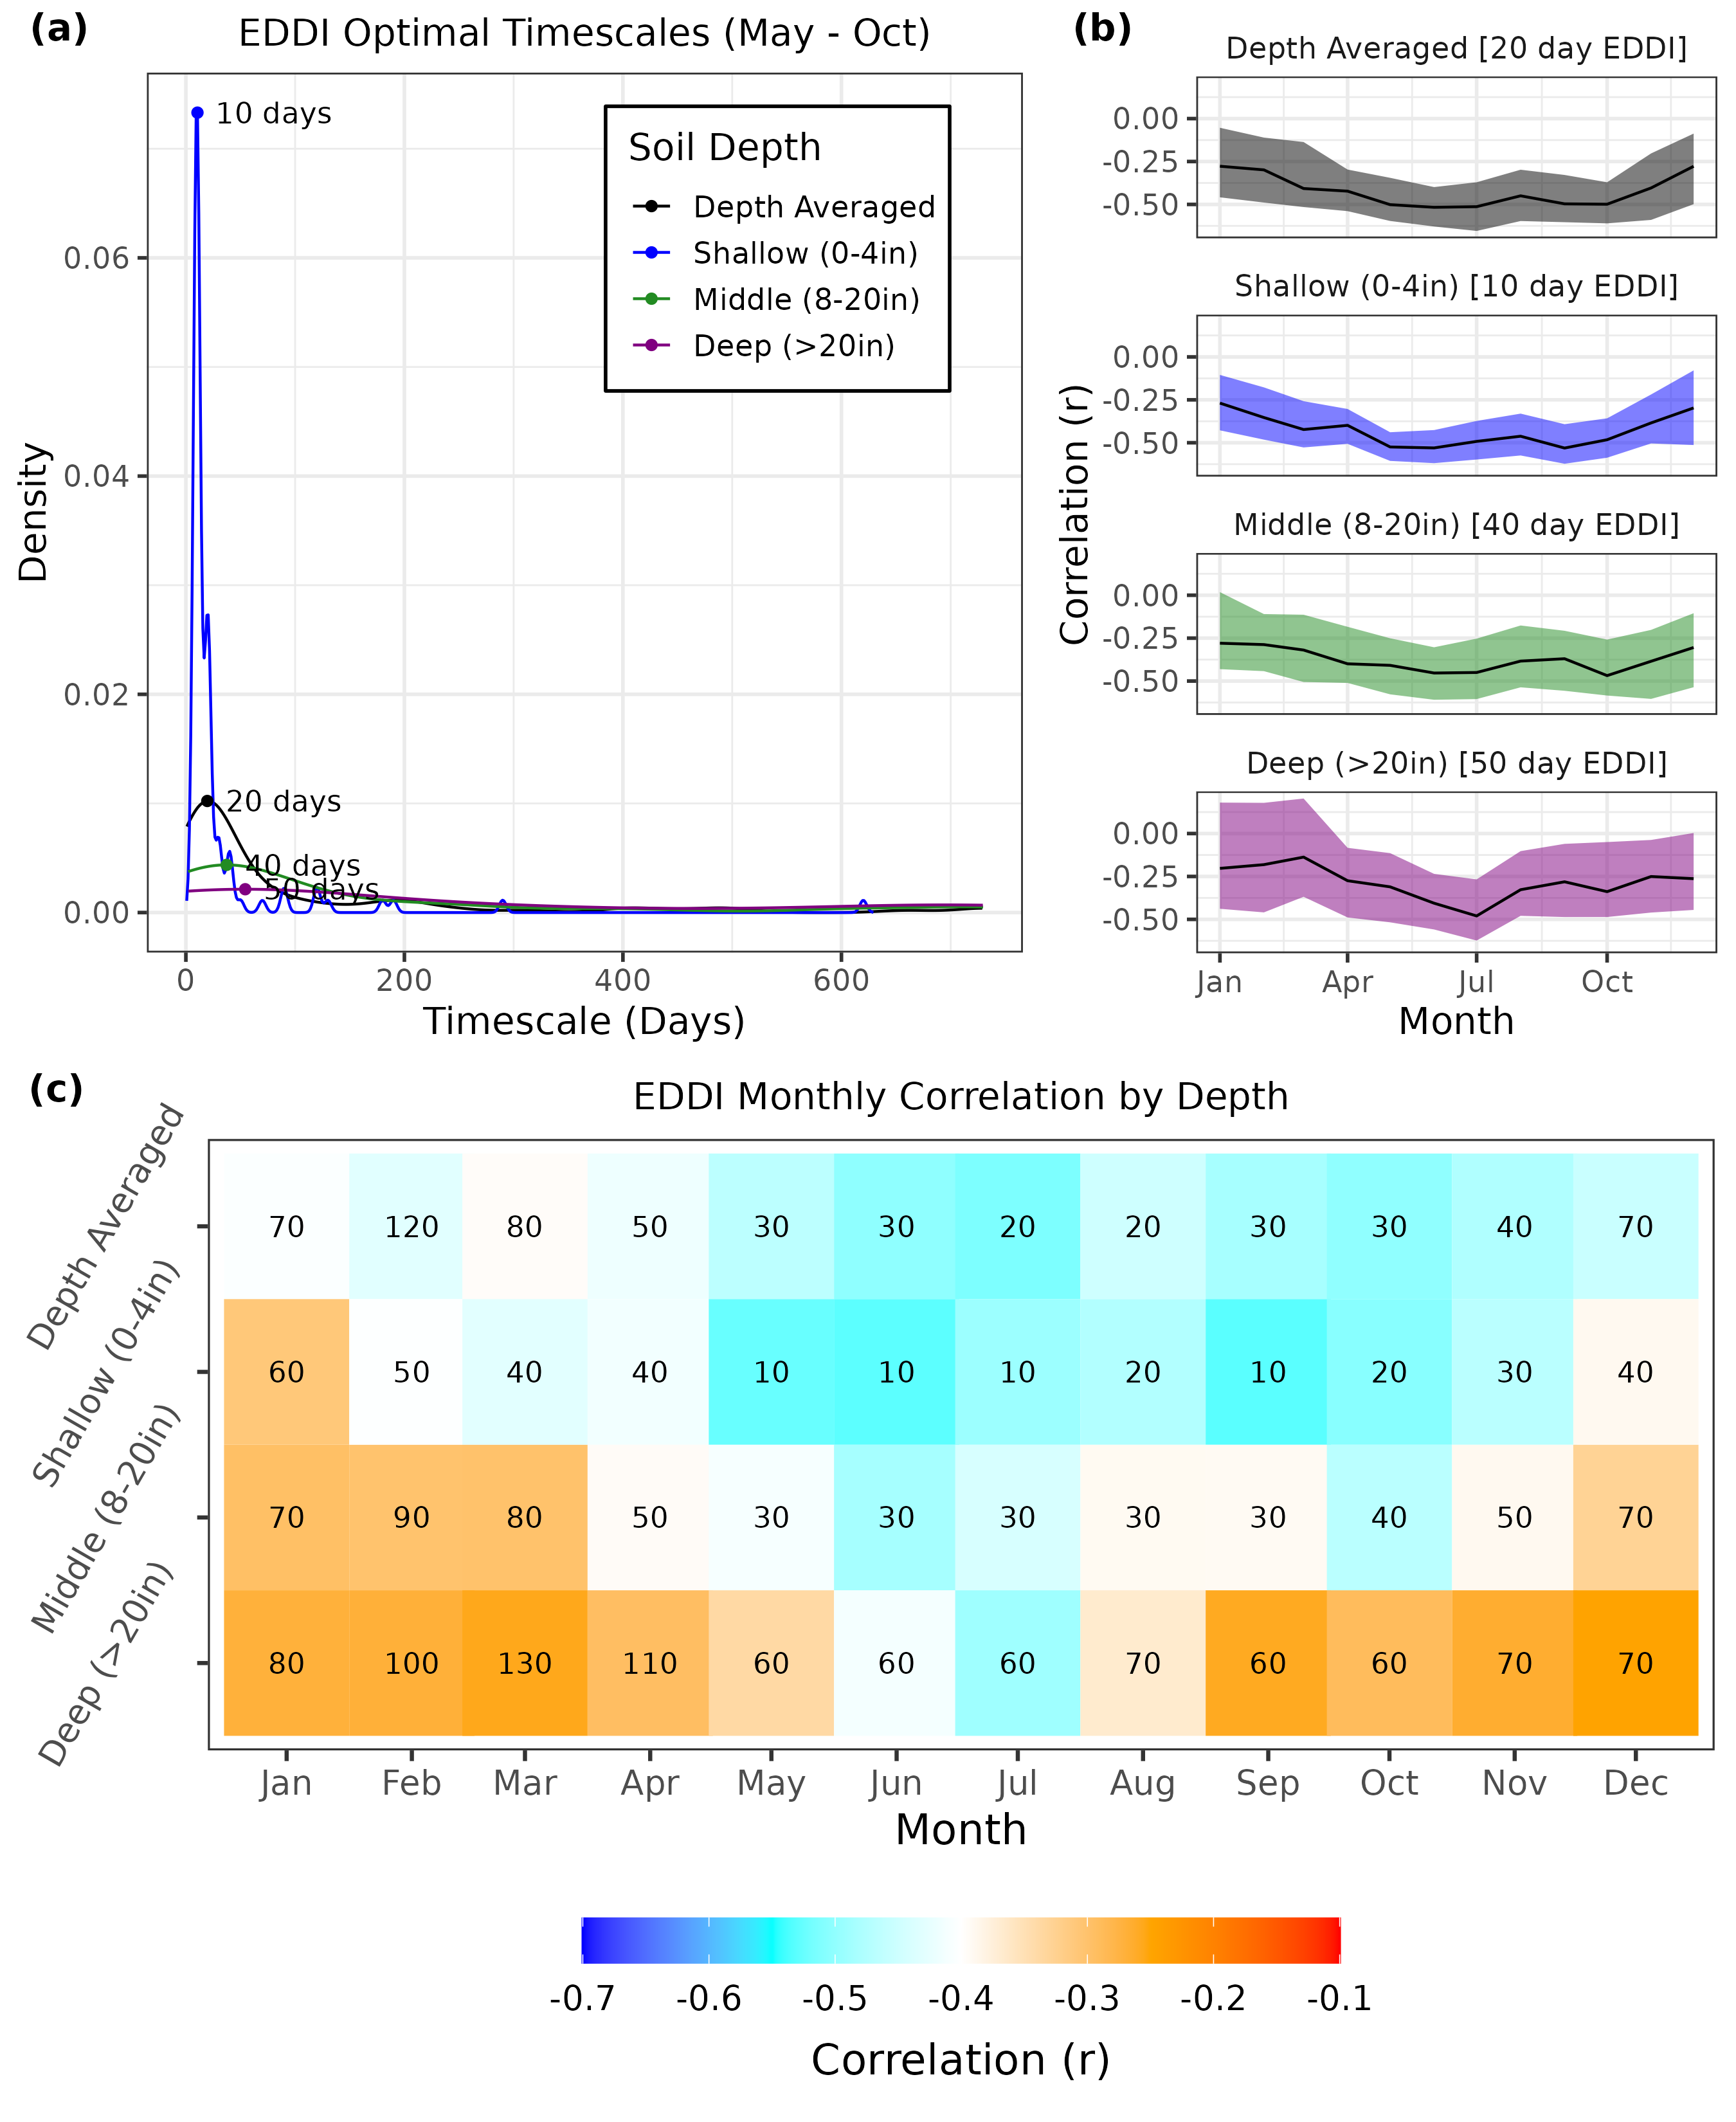 (a)
EDDI Optimal Timescales (May - Oct)
Density
0.06
0.04
0.02
0.00
10 days
20 days
40 days
50 days
Soil Depth
Depth Averaged
Shallow (0-4in)
Middle (8-20in)
Deep (>20in)
0 200 400 600
Timescale (Days)
(b)
Correlation (r)
Depth Averaged [20 day EDDI]
0.00
-0.25
-0.50
Shallow (0-4in) [10 day EDDI]
0.00
-0.25
-0.50
Middle (8-20in) [40 day EDDI]
0.00
-0.25
-0.50
Deep (>20in) [50 day EDDI]
0.00
-0.25
-0.50
Jan Apr Jul Oct
Month
(c)
EDDI Monthly Correlation by Depth
Depth Averaged
70 120 80 50 30 30 20 20 30 30 40 70
Shallow (0-4in)
60 50 40 40 10 10 10 20 10 20 30 40
Middle (8-20in)
70 90 80 50 30 30 30 30 30 40 50 70
Deep (>20in)
80 100 130 110 60 60 60 70 60 60 70 70
Jan Feb Mar Apr May Jun Jul Aug Sep Oct Nov Dec
Month
-0.7 -0.6 -0.5 -0.4 -0.3 -0.2 -0.1
Correlation (r)